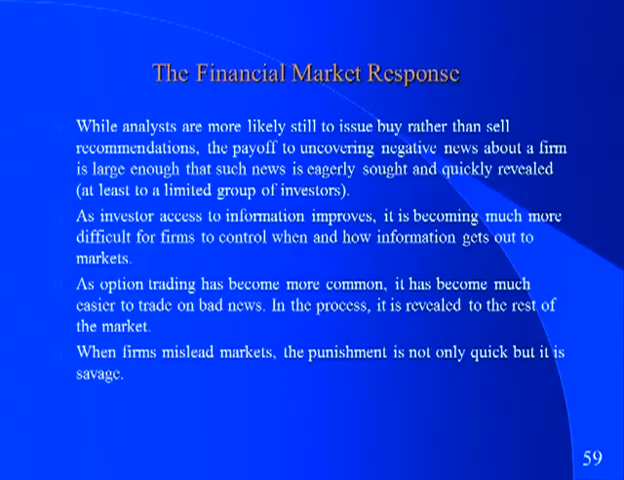 The Financial Market Response
While analysts are more likely still to issue buy rather than sell
recommendations, the payoff to uncovering negative news about a firm
is large enough that such news is eagerly sought and quickly revealed
(at least to a limited group of investors).
As investor access to information improves, it is becoming much more
difficult for firms to control when and how information gets out to
markets.
As option trading has become more common, it has become much
easier to trade on bad news. In the process, it is revealed to the rest of
the market.
When firms mislead markets, the punishment is not only quick but it is
savage.
59